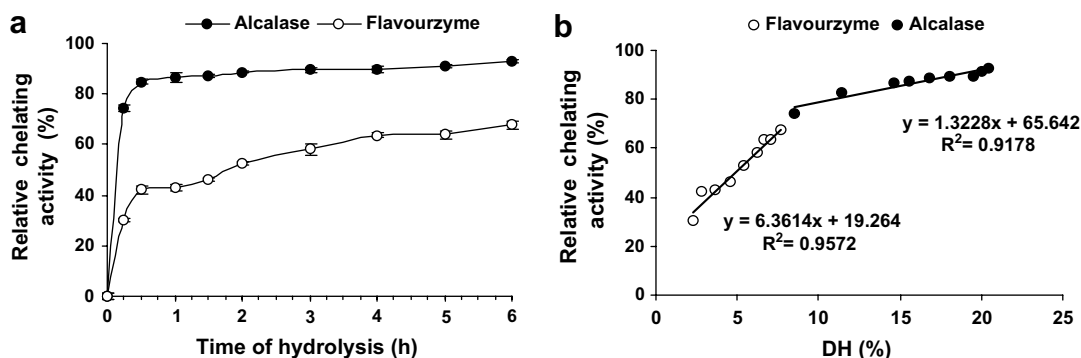 a
Alcalase Flavourzyme
Relative chelating
activity (%)
100
80
60
40
20
0
0 1 2 3 4 5 6
Time of hydrolysis (h)
b
Flavourzyme Alcalase
Relative chelating
activity (%)
100
80
60
40
20
0
y = 1.3228x + 65.642
R²= 0.9178
y = 6.3614x + 19.264
R²= 0.9572
0 5 10 15 20 25
DH (%)